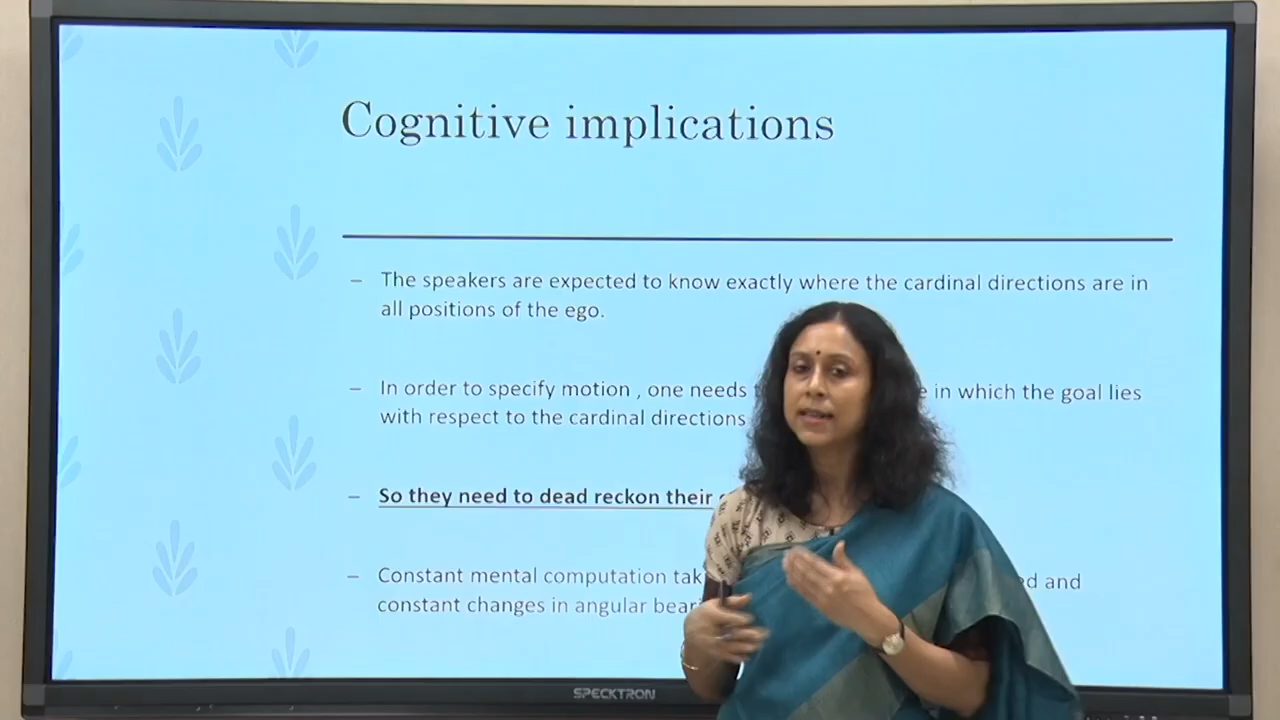 Cognitive implications
– The speakers are expected to know exactly where the cardinal directions are in
all positions of the ego.
– In order to specify motion , one needs in which the goal lies
with respect to the cardinal directions
– So they need to dead reckon their
– Constant mental computation and
constant changes in angular
SPECKTRON